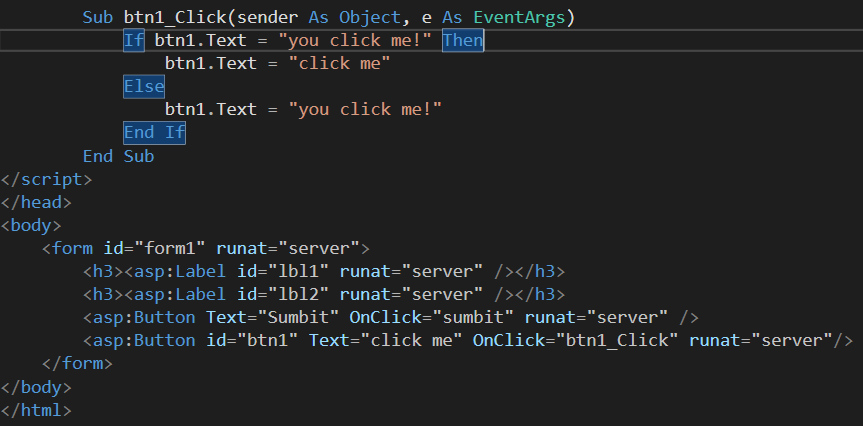 Sub btn1_Click(sender As Object, e As EventArgs)
If btn1.Text = "you click me!" Then
btn1.Text = "click me"
Else
btn1.Text = "you click me!"
End If
End Sub
</script>
</head>
<body>
<form id="form1" runat="server">
<h3><asp:Label id="lbl1" runat="server" /></h3>
<h3><asp:Label id="lbl2" runat="server" /></h3>
<asp:Button Text="Sumbit" OnClick="sumbit" runat="server" />
<asp:Button id="btn1" Text="click me" OnClick="btn1_Click" runat="server"/>
</form>
</body>
</html>